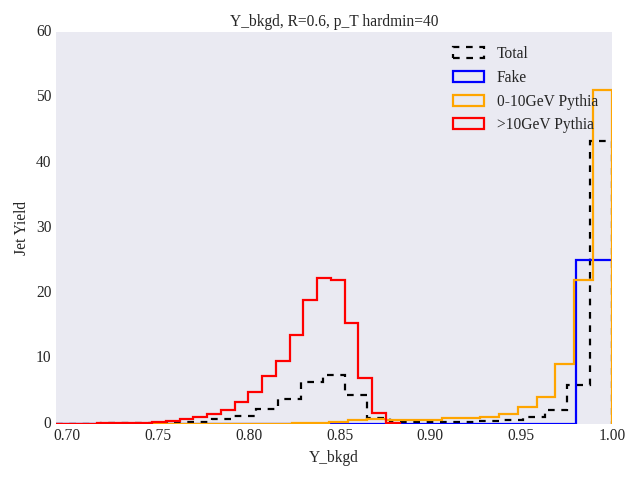 Y_bkgd, R=0.6, p_T hardmin=40
60
50
40
30
20
10
0
Jet Yield
Total
Fake
0-10GeV Pythia
>10GeV Pythia
0.70 0.75 0.80 0.85 0.90 0.95 1.00
Y_bkgd